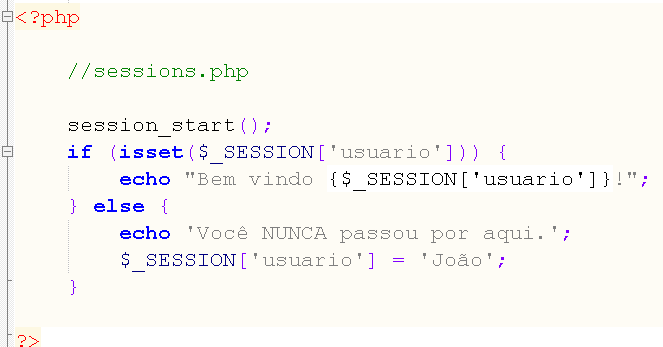 <?php
//sessions.php
session_start();
if (isset($_SESSION['usuario'])) {
echo "Bem vindo {$_SESSION['usuario']}!";
} else {
echo 'Você NUNCA passou por aqui.';
$_SESSION['usuario'] = 'João';
}
?>